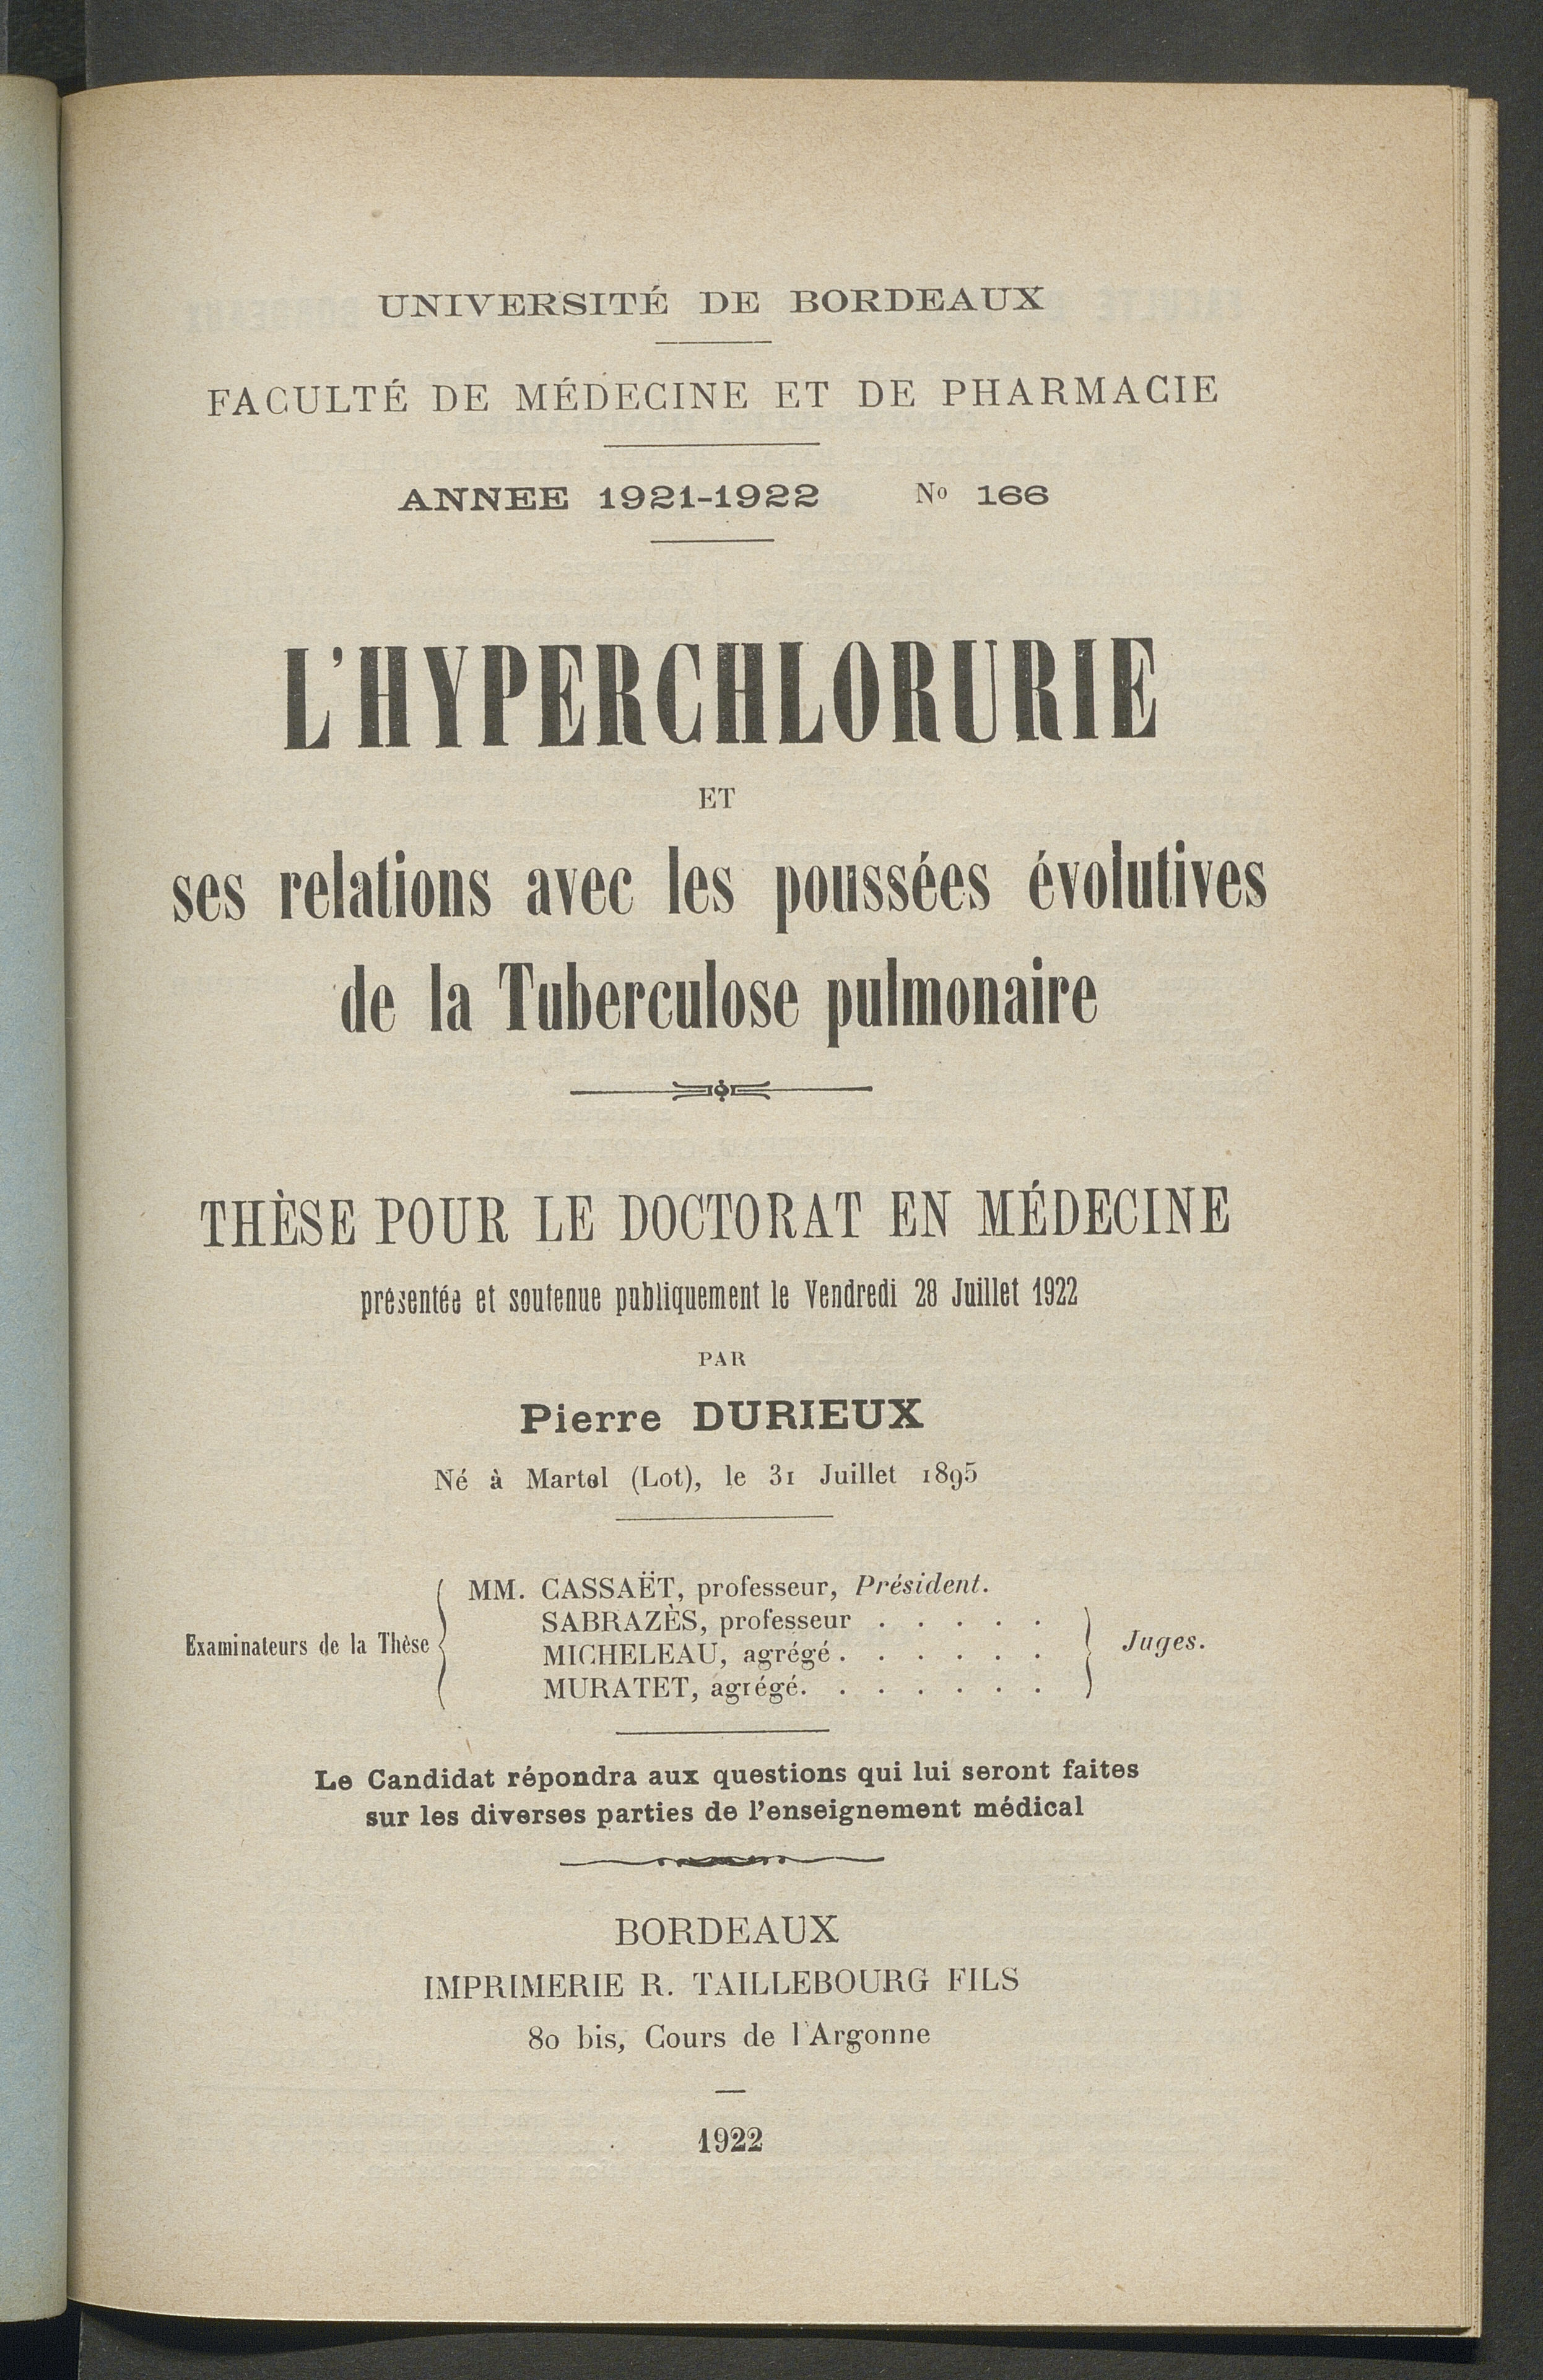 UNIVERSITÉ DE BORDEAUX
FACULTÉ DE MÉDECINE ET DE PHARMACIE
ANNEE 1921-1922 No 166
L'HYPERCHLORURIE
ET
ses relations avec les poussées évolutives
de la Tuberculose pulmonaire
THÈSE POUR LE DOCTORAT EN MÉDECINE
présentée et soutenue publiquement le Vendredi 28 Juillet 1922
PAR
Pierre DURIEUX
Né à Martel (Lot), le 31 Juillet 1895
MM. CASSAËT, professeur, Président.
SABRAZÈS, professeur . . . . .
Examinateurs de la Thèse MICHELEAU, agrégé. . . . . . Juges.
MURATET, agrégé. . . . . . .
Le Candidat répondra aux questions qui lui seront faites
sur les diverses parties de l'enseignement médical
BORDEAUX
IMPRIMERIE R. TAILLEBOURG FILS
80 bis, Cours de l'Argonne
1922